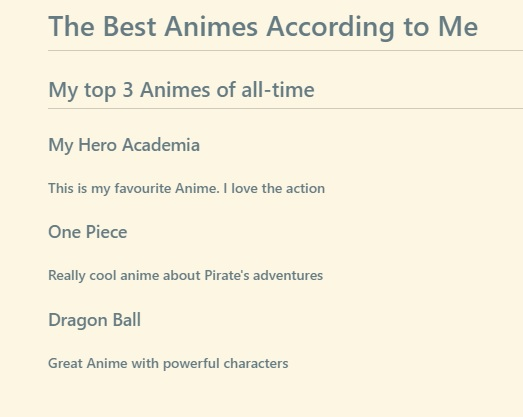 The Best Animes According to Me
My top 3 Animes of all-time
My Hero Academia
This is my favourite Anime. I love the action
One Piece
Really cool anime about Pirate's adventures
Dragon Ball
Great Anime with powerful characters